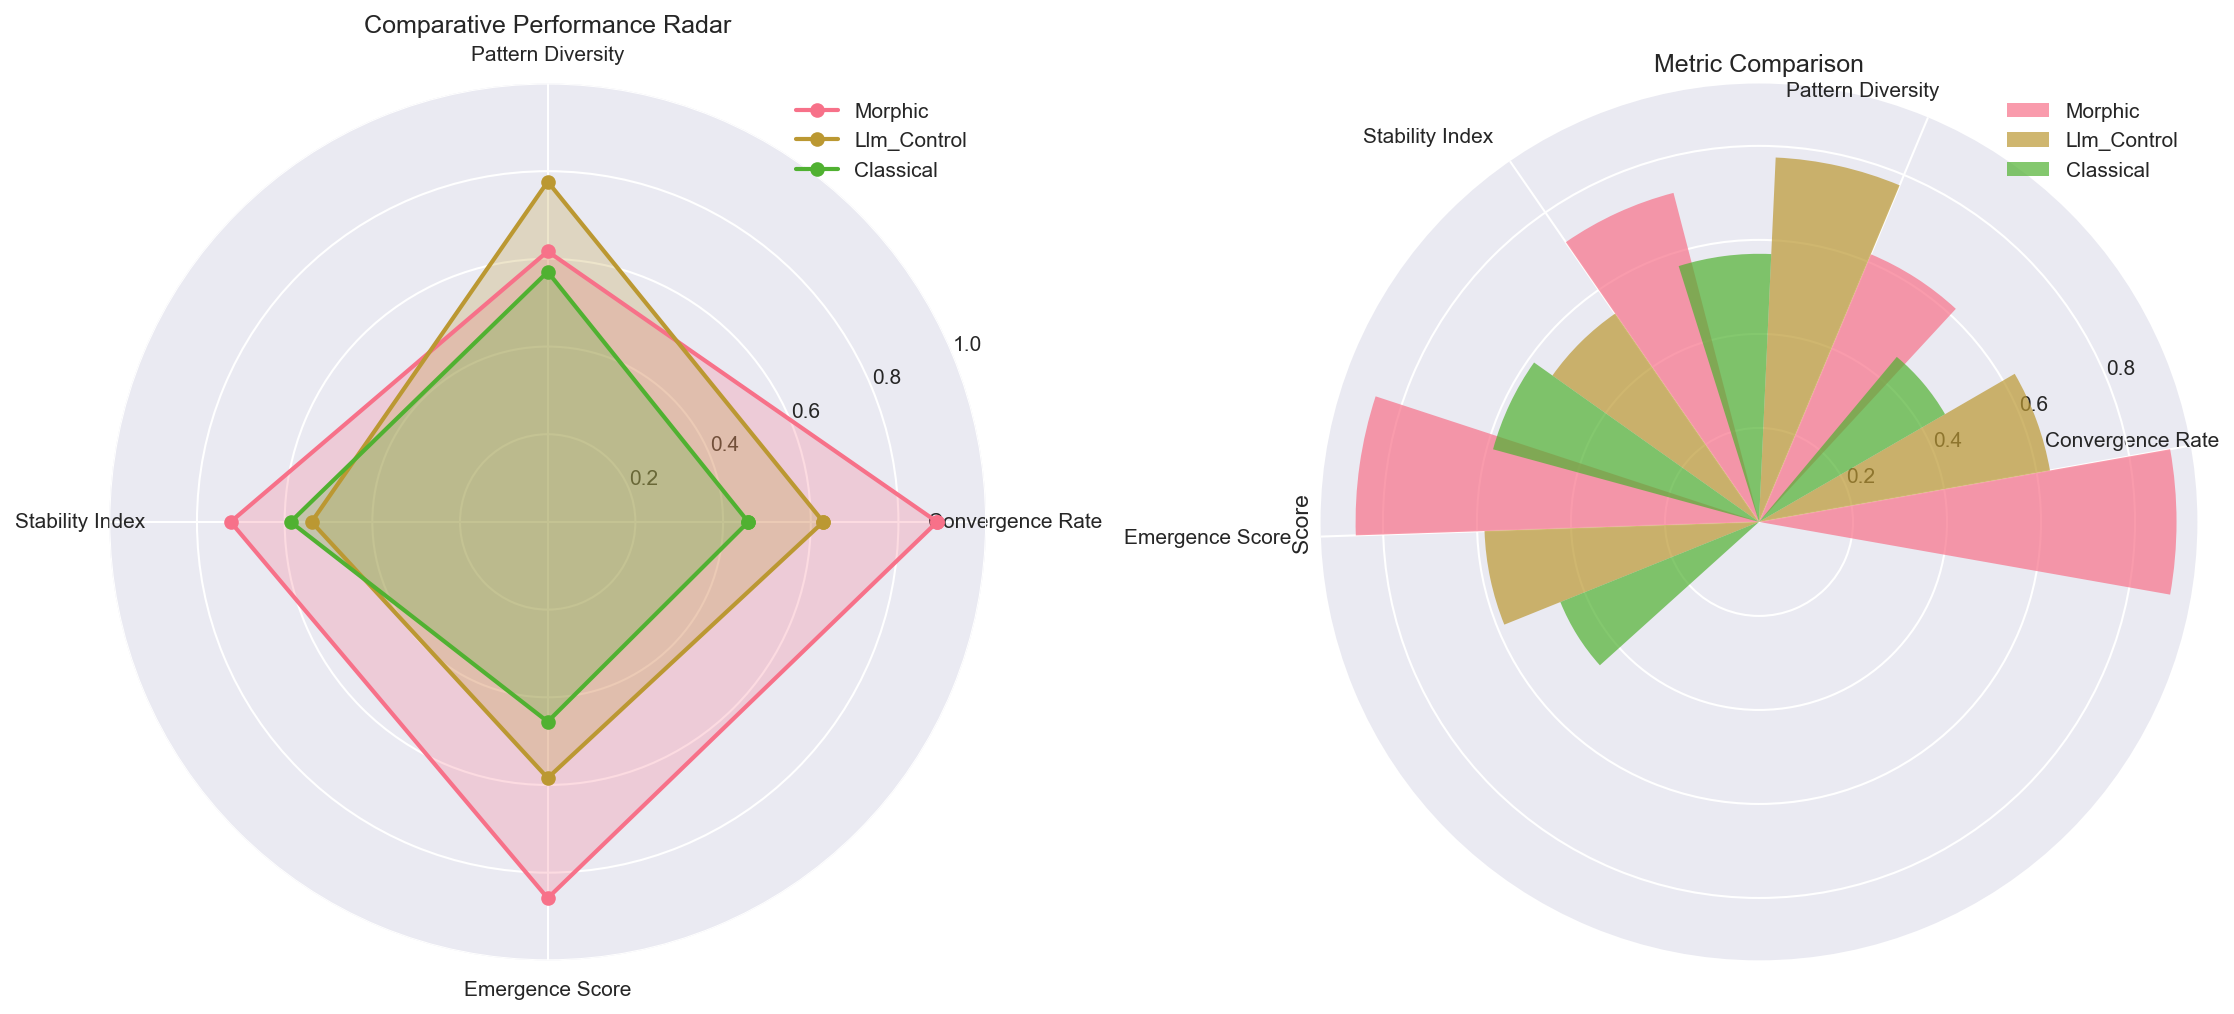 Comparative Performance Radar
Pattern Diversity
Morphic
Llm_Control
Classical
1.0
0.8
0.6
0.4
0.2
Stability Index
Convergence Rate
Emergence Score
Metric Comparison
Pattern Diversity
Stability Index
Morphic
Llm_Control
Classical
0.8
0.6
0.4
0.2
Convergence Rate
Emergence Score
Score